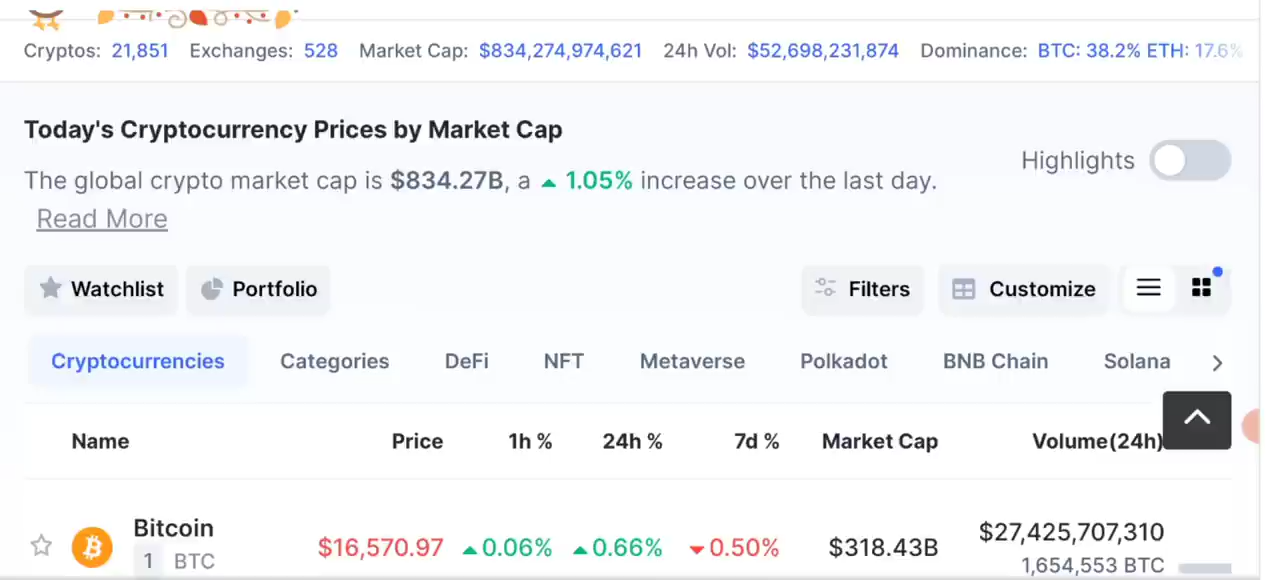 Cryptos: 21,851 Exchanges: 528 Market Cap: $834,274,974,621 24h Vol: $52,698,231,874 Dominance: BTC: 38.2% ETH: 17.6%
Today's Cryptocurrency Prices by Market Cap
The global crypto market cap is $834.27B, a ▲ 1.05% increase over the last day.
Read More
Highlights
Watchlist Portfolio Filters Customize
Cryptocurrencies Categories DeFi NFT Metaverse Polkadot BNB Chain Solana
Name Price 1h % 24h % 7d % Market Cap Volume(24h)
Bitcoin
1 BTC
$16,570.97 ▲0.06% ▲0.66% ▼0.50% $318.43B
$27,425,707,310
1,654,553 BTC